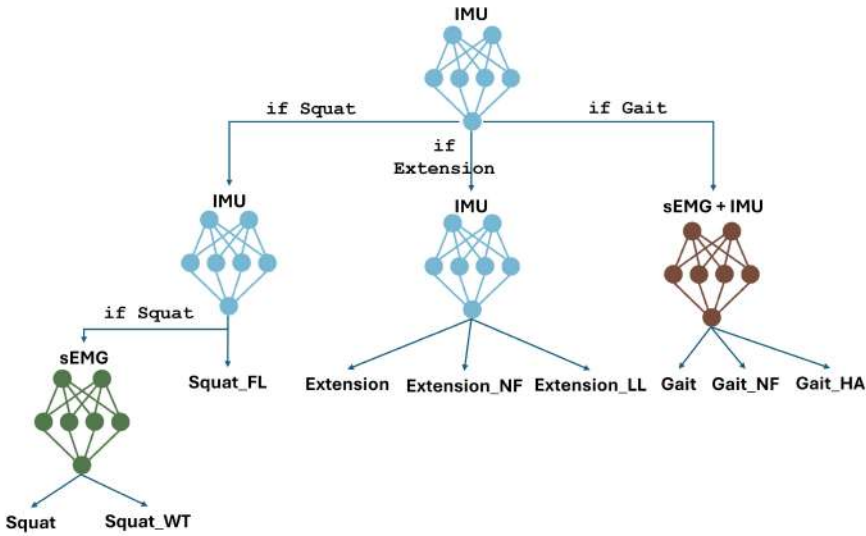 IMU
if Squat
if Gait
if
Extension
IMU
IMU
sEMG + IMU
if Squat
sEMG
Squat_FL
Extension
Extension_NF
Extension_LL
Gait
Gait_NF
Gait_HA
Squat
Squat_WT